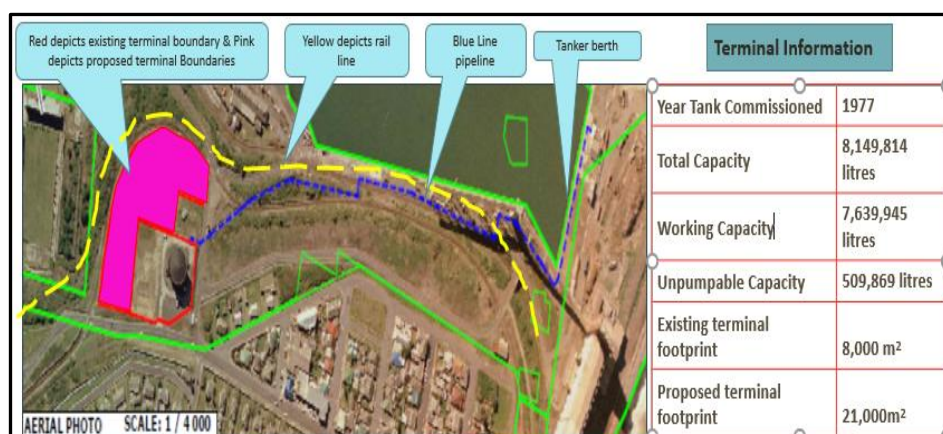 Red depicts existing terminal boundary & Pink
depicts proposed terminal Boundaries
Yellow depicts rail
line
Blue Line
pipeline
Tanker berth
Terminal Information
Year Tank Commissioned 1977
Total Capacity 8,149,814
litres
Working Capacity 7,639,945
litres
Unpumpable Capacity 509,869 litres
Existing terminal
footprint 8,000 m²
Proposed terminal
footprint 21,000m²
AERIAL PHOTO SCALE: 1 / 4 000